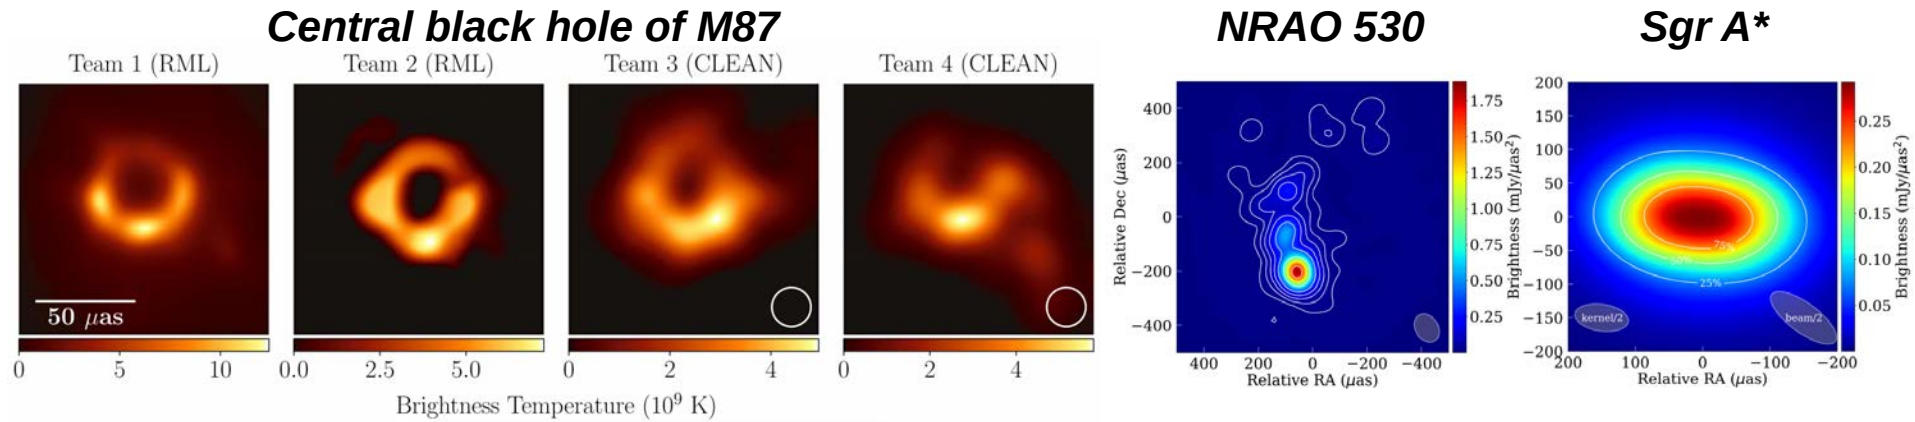 Central black hole of M87
Team 1 (RML)
Team 2 (RML)
Team 3 (CLEAN)
Team 4 (CLEAN)
50 μas
0 5 10
0.0 2.5 5.0
0 2 4
0 2 4
Brightness Temperature (10⁹ K)
NRAO 530
Relative Dec (μas)
400
200
0
−200
−400
400 200 0 −200 −400
Relative RA (μas)
1.75
1.50
1.25
1.00
0.75
0.50
0.25
Brightness (mJy/μas²)
Sgr A*
200
150
100
50
0
−50
−100
−150
−200
75%
50%
25%
kernel/2
beam/2
200 100 0 −100 −200
Relative RA (μas)
0.25
0.20
0.15
0.10
0.05
Brightness (mJy/μas²)